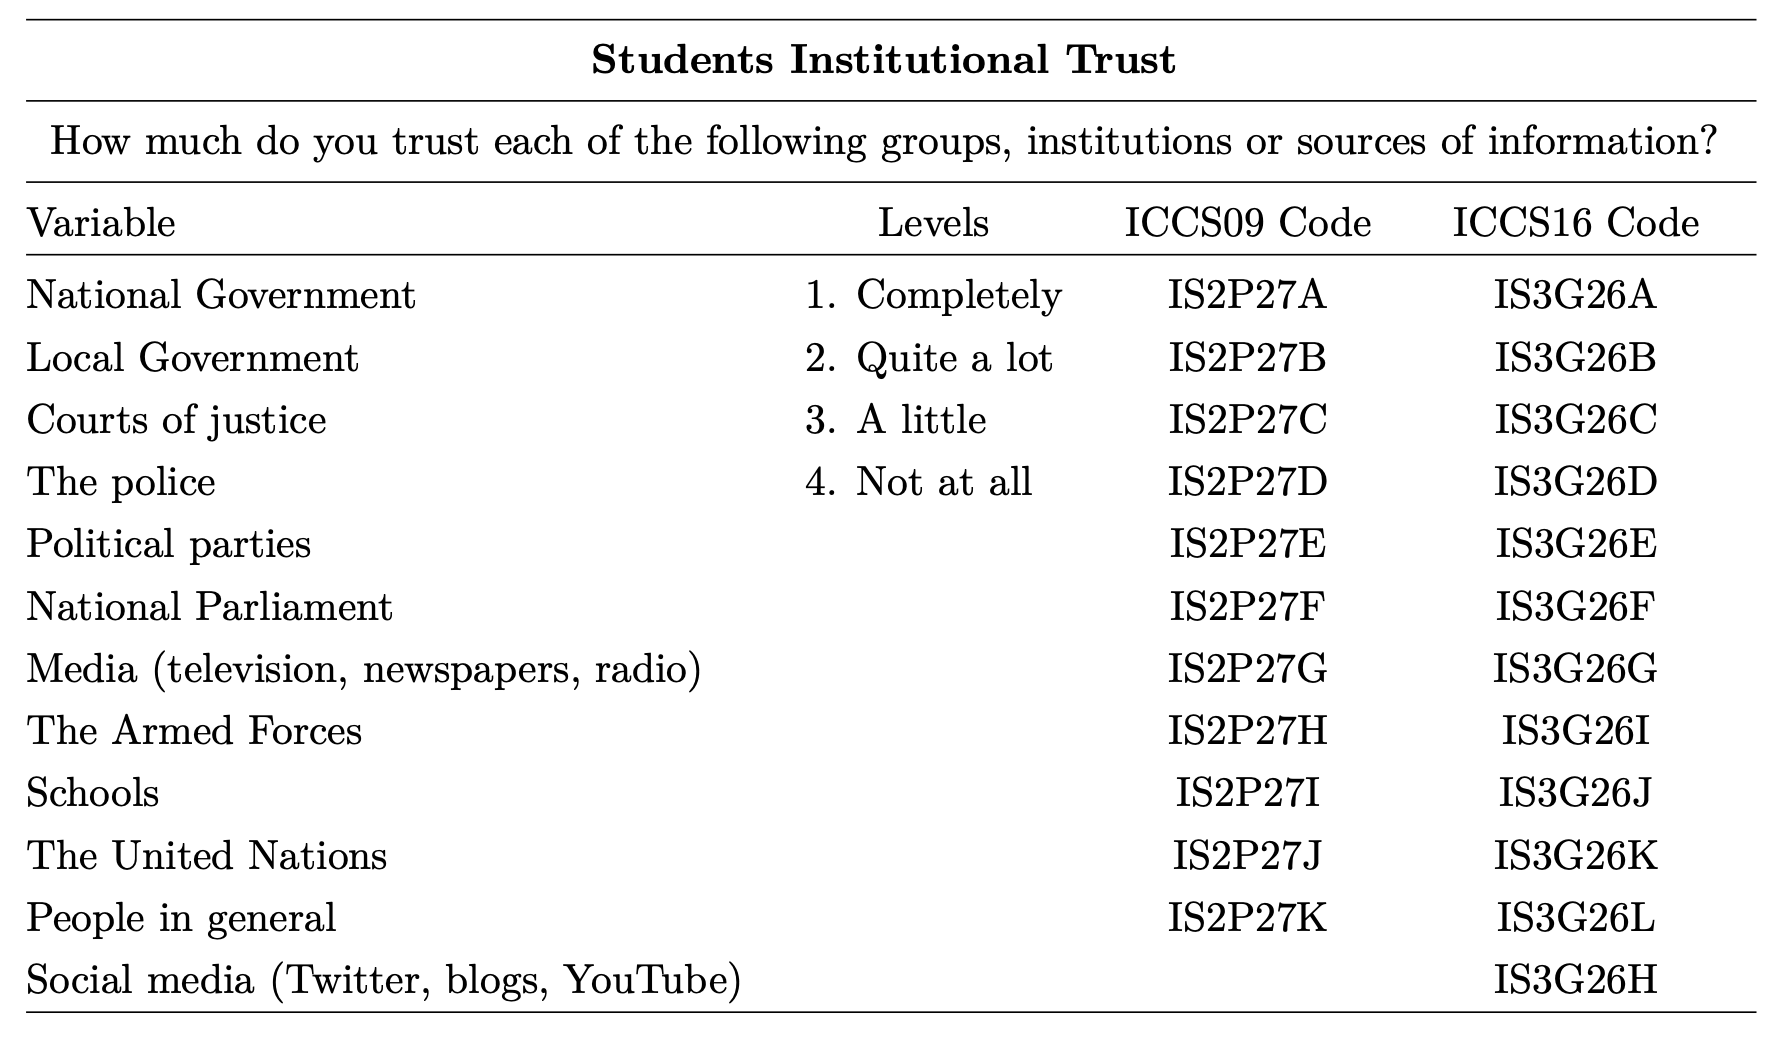 Students Institutional Trust
How much do you trust each of the following groups, institutions or sources of information?
Variable Levels ICCS09 Code ICCS16 Code
National Government 1. Completely IS2P27A IS3G26A
Local Government 2. Quite a lot IS2P27B IS3G26B
Courts of justice 3. A little IS2P27C IS3G26C
The police 4. Not at all IS2P27D IS3G26D
Political parties IS2P27E IS3G26E
National Parliament IS2P27F IS3G26F
Media (television, newspapers, radio) IS2P27G IS3G26G
The Armed Forces IS2P27H IS3G26I
Schools IS2P27I IS3G26J
The United Nations IS2P27J IS3G26K
People in general IS2P27K IS3G26L
Social media (Twitter, blogs, YouTube) IS3G26H